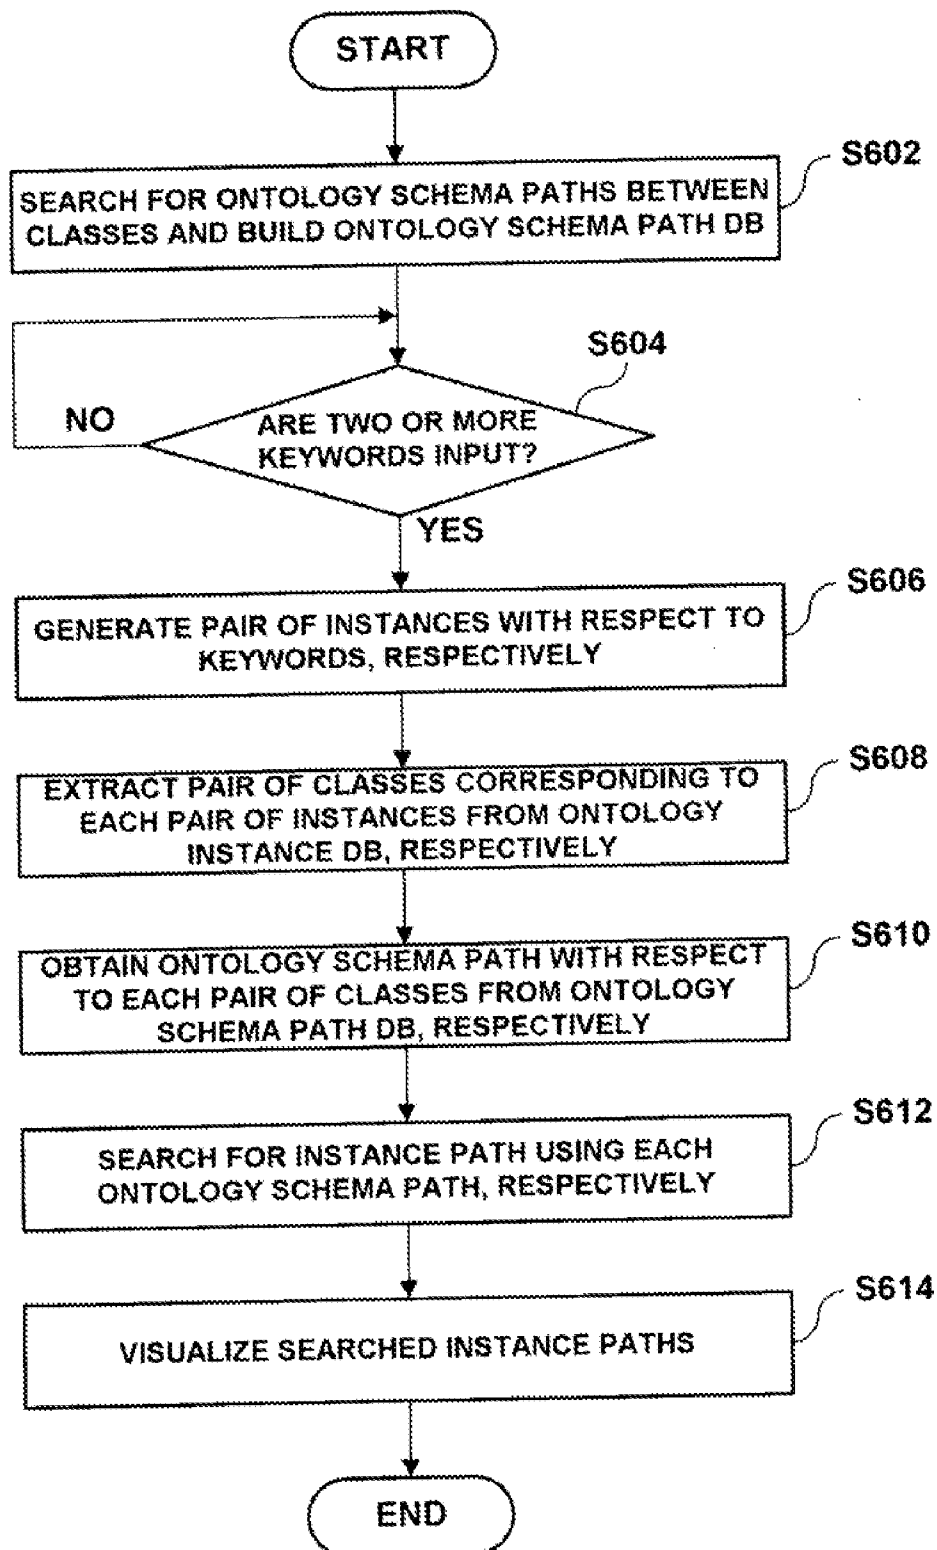 START
S602
SEARCH FOR ONTOLOGY SCHEMA PATHS BETWEEN
CLASSES AND BUILD ONTOLOGY SCHEMA PATH DB
S604
NO
ARE TWO OR MORE
KEYWORDS INPUT?
YES
S606
GENERATE PAIR OF INSTANCES WITH RESPECT TO
KEYWORDS, RESPECTIVELY
S608
EXTRACT PAIR OF CLASSES CORRESPONDING TO
EACH PAIR OF INSTANCES FROM ONTOLOGY
INSTANCE DB, RESPECTIVELY
S610
OBTAIN ONTOLOGY SCHEMA PATH WITH RESPECT
TO EACH PAIR OF CLASSES FROM ONTOLOGY
SCHEMA PATH DB, RESPECTIVELY
S612
SEARCH FOR INSTANCE PATH USING EACH
ONTOLOGY SCHEMA PATH, RESPECTIVELY
S614
VISUALIZE SEARCHED INSTANCE PATHS
END